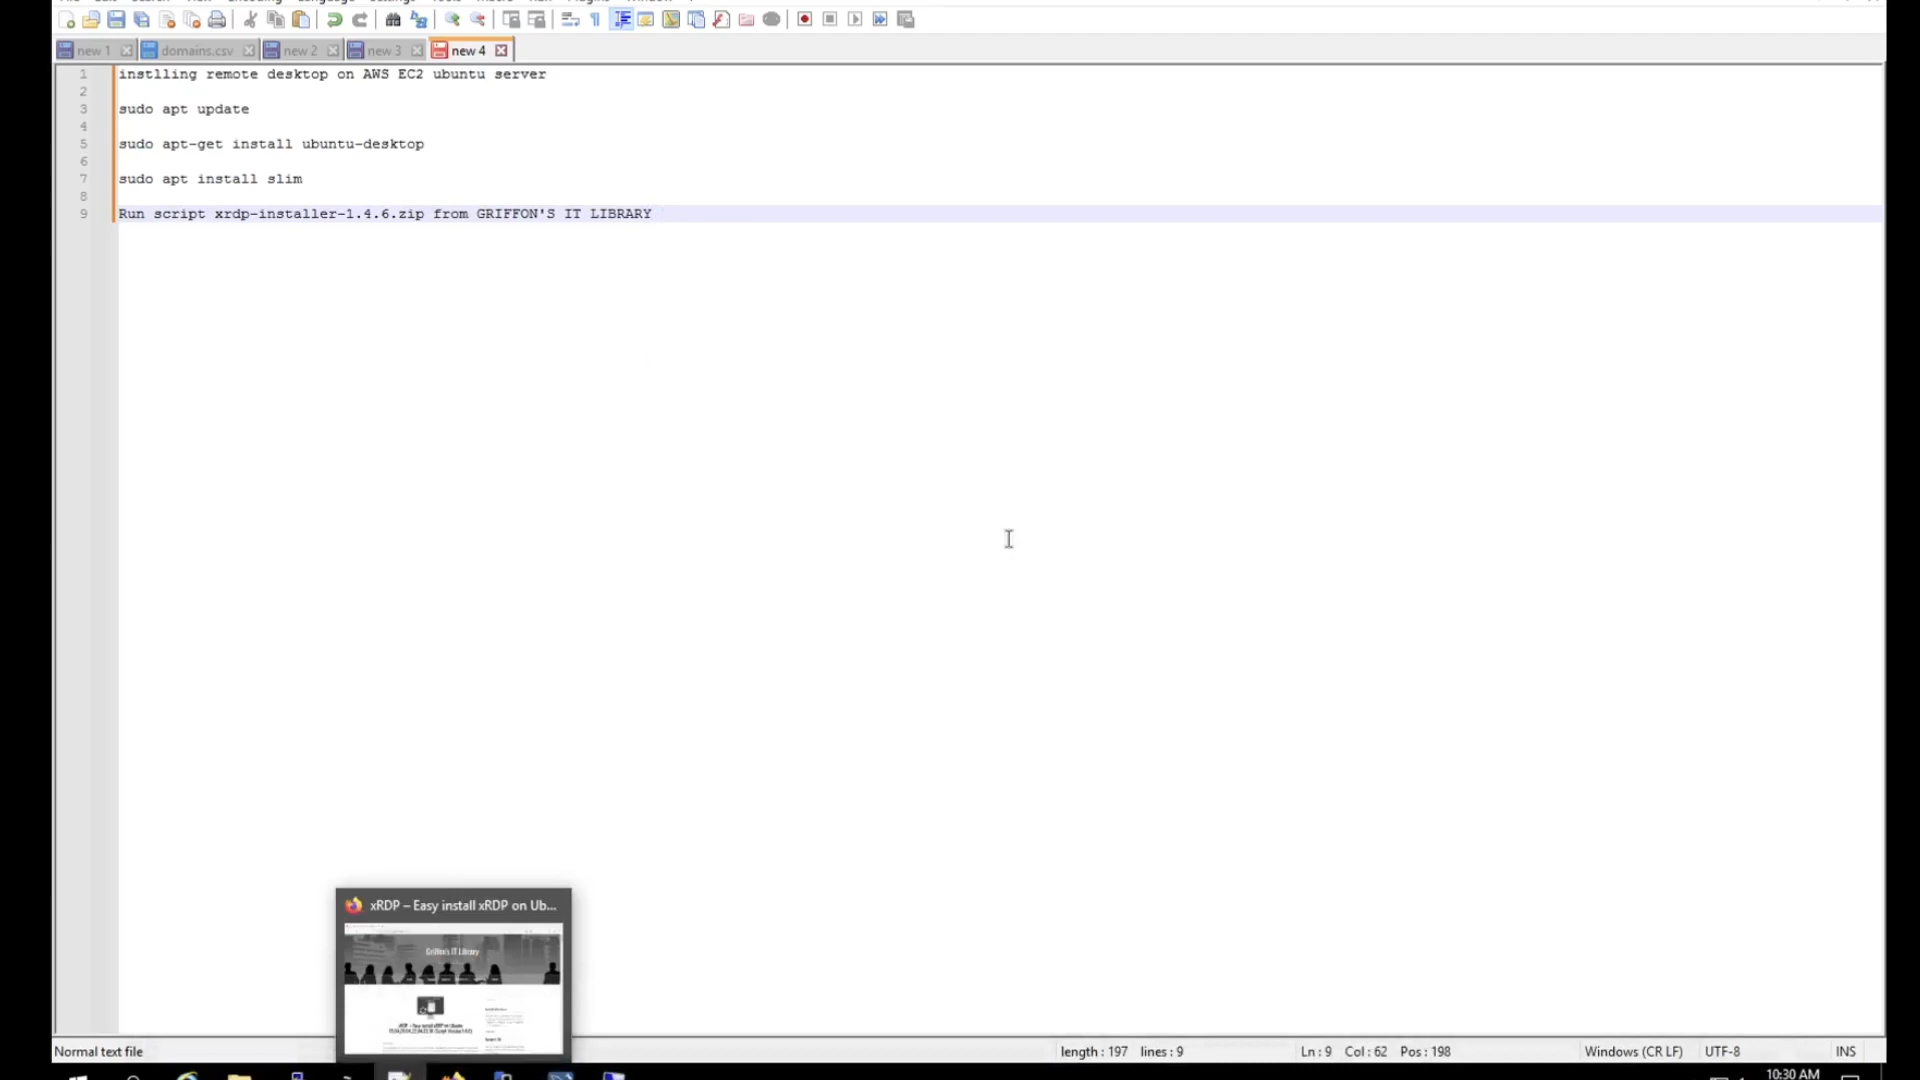 new 1
domains.csv
new 2
new 3
new 4
1 instlling remote desktop on AWS EC2 ubuntu server
2
3 sudo apt update
4
5 sudo apt-get install ubuntu-desktop
6
7 sudo apt install slim
8
9 Run script xrdp-installer-1.4.6.zip from GRIFFON'S IT LIBRARY
xRDP – Easy install xRDP on Ub...
Griffon's IT Library
Normal text file
length : 197 lines : 9
Ln : 9 Col : 62 Pos : 198
Windows (CR LF)
UTF-8
INS
10:30 AM